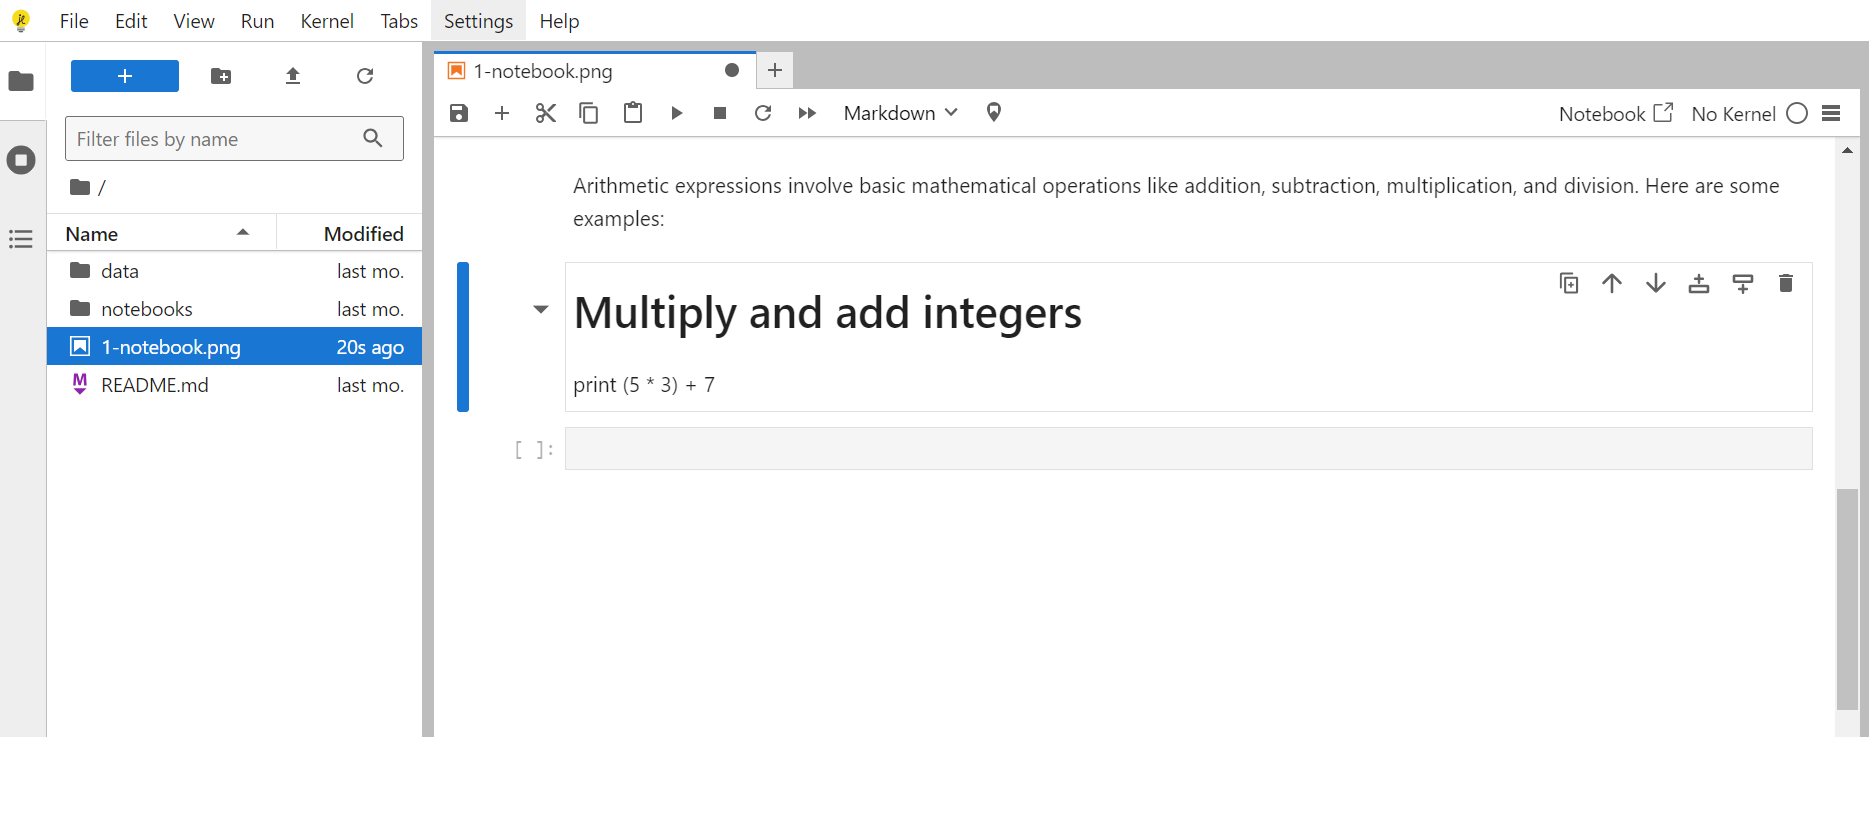 File Edit View Run Kernel Tabs Settings Help
+
Filter files by name
/
Name Modified
data last mo.
notebooks last mo.
1-notebook.png 20s ago
README.md last mo.
1-notebook.png
Markdown
Notebook No Kernel
Arithmetic expressions involve basic mathematical operations like addition, subtraction, multiplication, and division. Here are some
examples:
Multiply and add integers
print (5 * 3) + 7
[ ]: